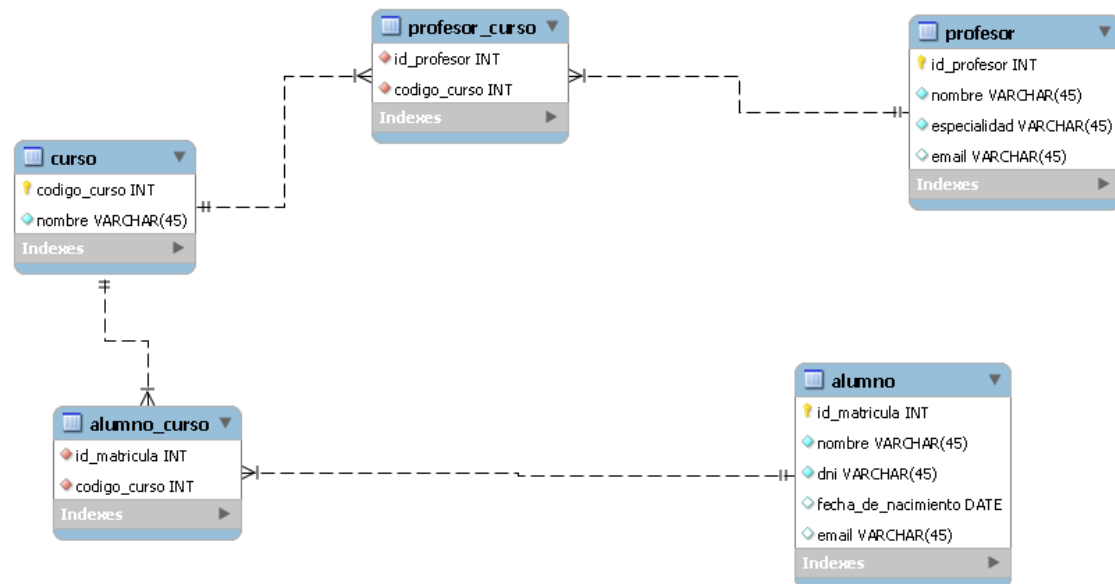 profesor_curso
id_profesor INT
codigo_curso INT
Indexes
profesor
id_profesor INT
nombre VARCHAR(45)
especialidad VARCHAR(45)
email VARCHAR(45)
Indexes
curso
codigo_curso INT
nombre VARCHAR(45)
Indexes
alumno_curso
id_matricula INT
codigo_curso INT
Indexes
alumno
id_matricula INT
nombre VARCHAR(45)
dni VARCHAR(45)
fecha_de_nacimiento DATE
email VARCHAR(45)
Indexes